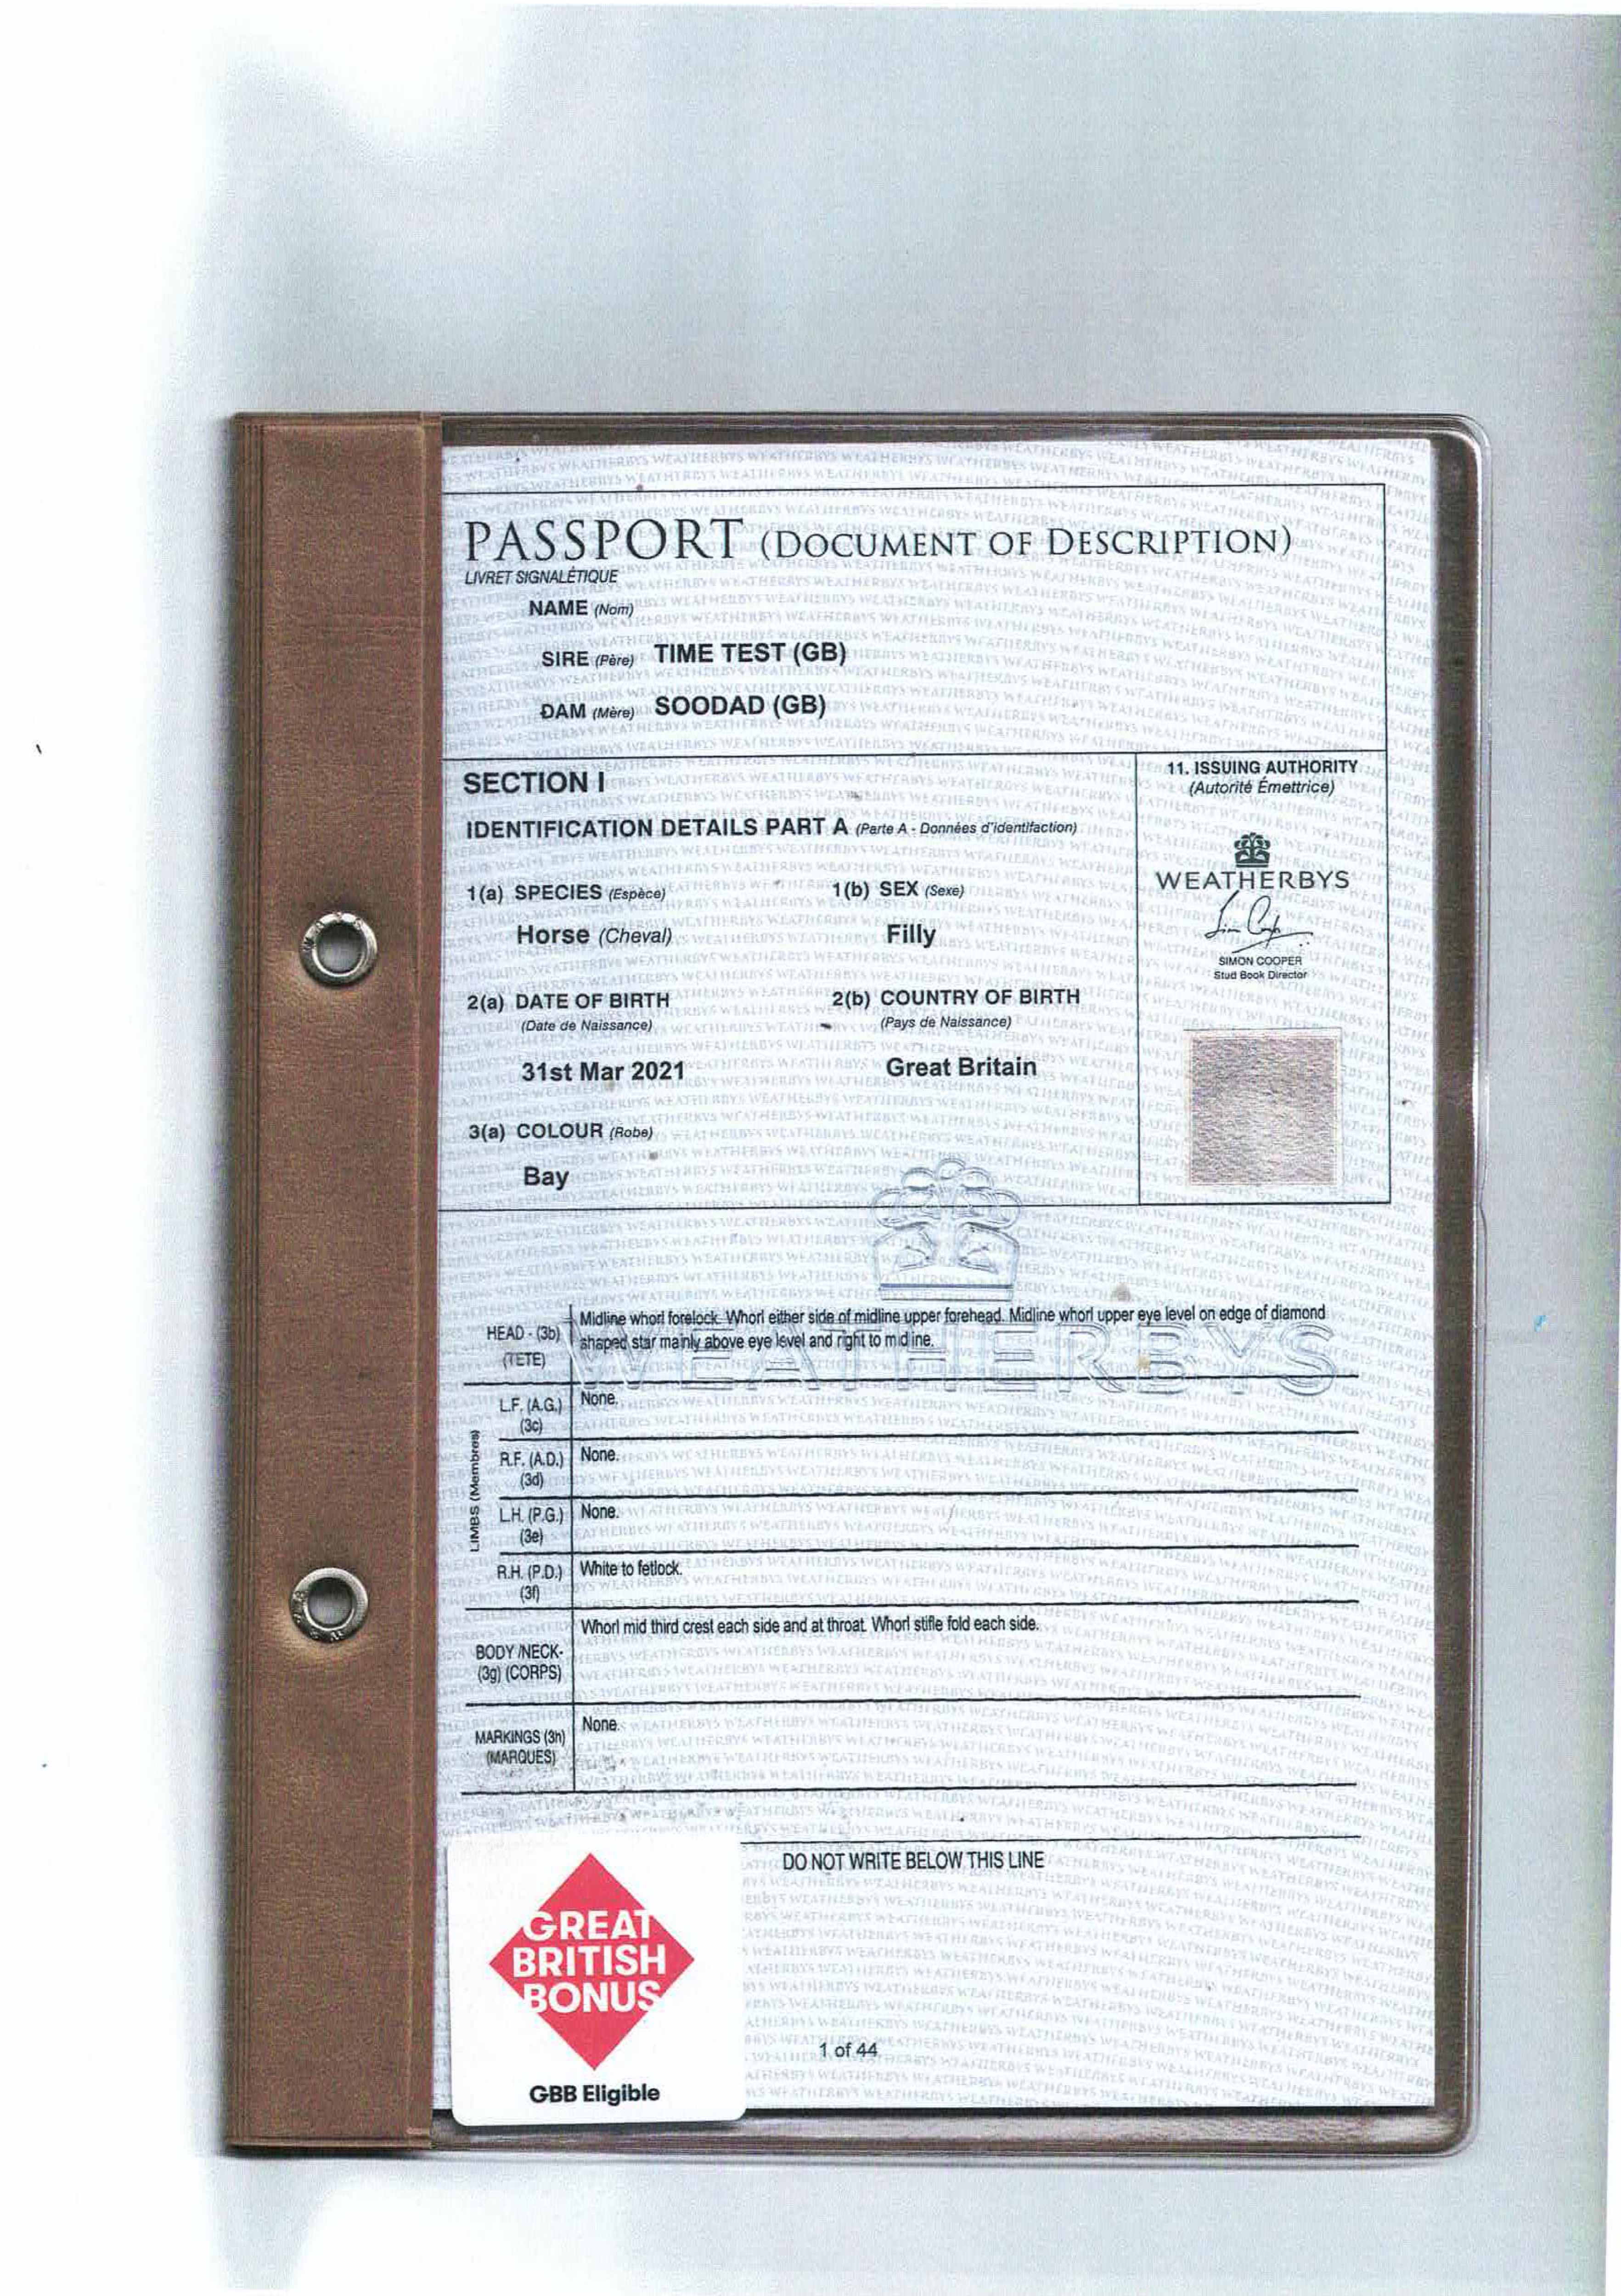 PASSPORT (DOCUMENT OF DESCRIPTION)
LIVRET SIGNALÉTIQUE
NAME (Nom)
SIRE (Père) TIME TEST (GB)
DAM (Mère) SOODAD (GB)
SECTION I
IDENTIFICATION DETAILS PART A (Parte A - Données d'identifaction)
1(a) SPECIES (Espèce) 1(b) SEX (Sexe)
Horse (Cheval) Filly
2(a) DATE OF BIRTH 2(b) COUNTRY OF BIRTH
(Date de Naissance) (Pays de Naissance)
31st Mar 2021 Great Britain
3(a) COLOUR (Robe)
Bay
11. ISSUING AUTHORITY
(Autorité Émettrice)
WEATHERBYS
SIMON COOPER
Stud Book Director
WEATHERBYS
HEAD - (3b) Midline whorl forelock. Whorl either side of midline upper forehead. Midline whorl upper eye level on edge of diamond
(TETE) shaped star mainly above eye level and right to midline.
LIMBS (Membres)
L.F. (A.G.) None.
(3c)
R.F. (A.D.) None.
(3d)
L.H. (P.G.) None.
(3e)
R.H. (P.D.) White to fetlock.
(3f)
BODY /NECK- Whorl mid third crest each side and at throat. Whorl stifle fold each side.
(3g) (CORPS)
MARKINGS (3h) None.
(MARQUES)
DO NOT WRITE BELOW THIS LINE
GREAT
BRITISH
BONUS
GBB Eligible
1 of 44